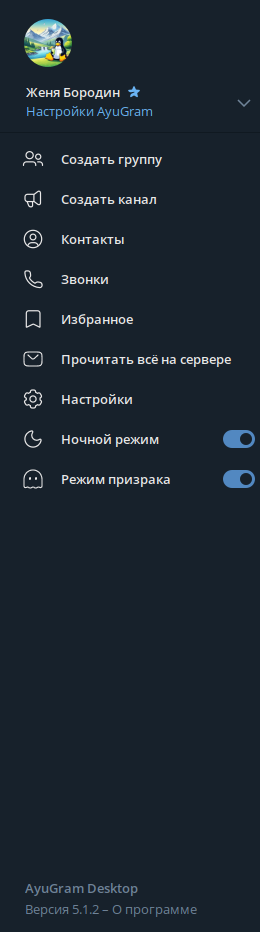 Женя Бородин
Настройки AyuGram
Создать группу
Создать канал
Контакты
Звонки
Избранное
Прочитать всё на сервере
Настройки
Ночной режим
Режим призрака
AyuGram Desktop
Версия 5.1.2 – О программе